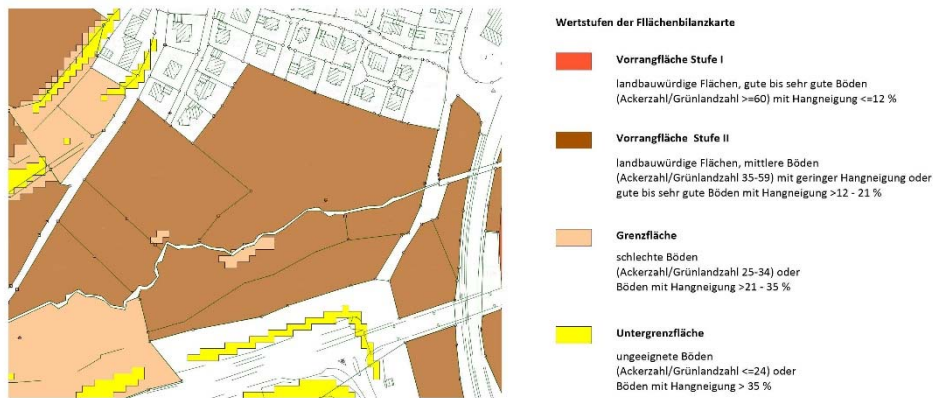 Wertstufen der Fllächenbilanzkarte
Vorrangfläche Stufe I
landbauwürdige Flächen, gute bis sehr gute Böden
(Ackerzahl/Grünlandzahl >=60) mit Hangneigung <=12 %
Vorrangfläche Stufe II
landbauwürdige Flächen, mittlere Böden
(Ackerzahl/Grünlandzahl 35-59) mit geringer Hangneigung oder
gute bis sehr gute Böden mit Hangneigung >12 - 21 %
Grenzfläche
schlechte Böden
(Ackerzahl/Grünlandzahl 25-34) oder
Böden mit Hangneigung >21 - 35 %
Untergrenzfläche
ungeeignete Böden
(Ackerzahl/Grünlandzahl <=24) oder
Böden mit Hangneigung > 35 %